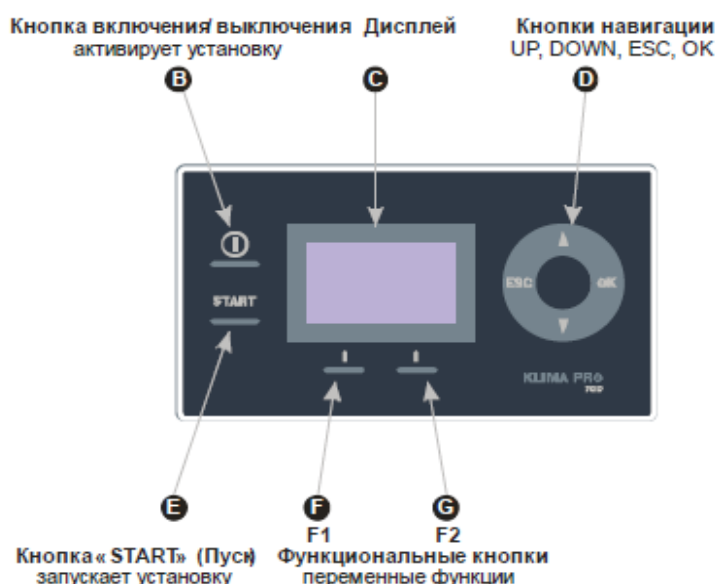 Кнопка включения/ выключения
активирует установку
B
Дисплей
C
Кнопки навигации
UP, DOWN, ESC, OK
D
START
ESC
OK
KLIMA PRO
700
E
Кнопка« START» (Пуск)
запускает установку
F
F1
G
F2
Функциональные кнопки
переменные функции